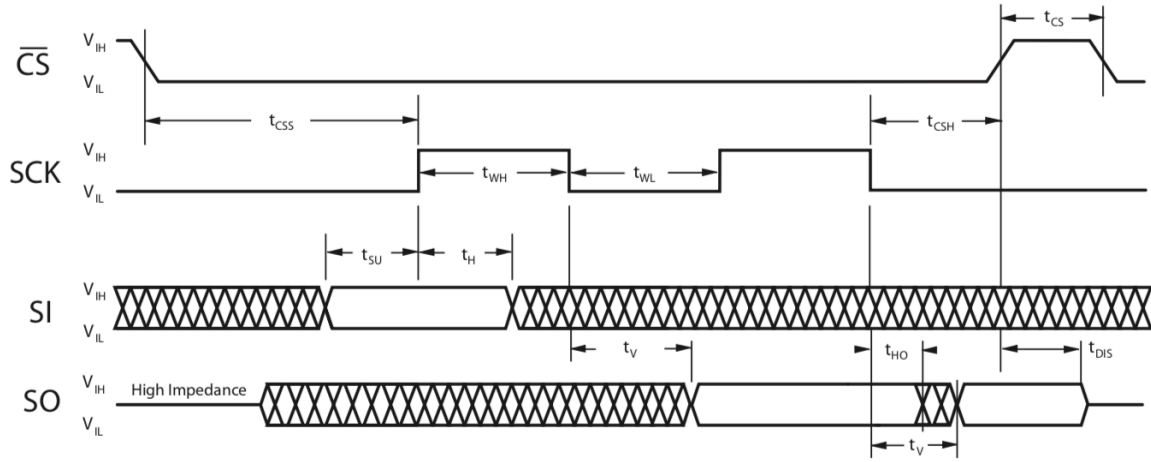 V_IH t_CS
C̅S̅
V_IL
t_CSS t_CSH
V_IH
SCK t_WH t_WL
V_IL
t_SU t_H
V_IH
SI
V_IL
t_V t_HO t_DIS
V_IH High Impedance
SO
V_IL
t_V